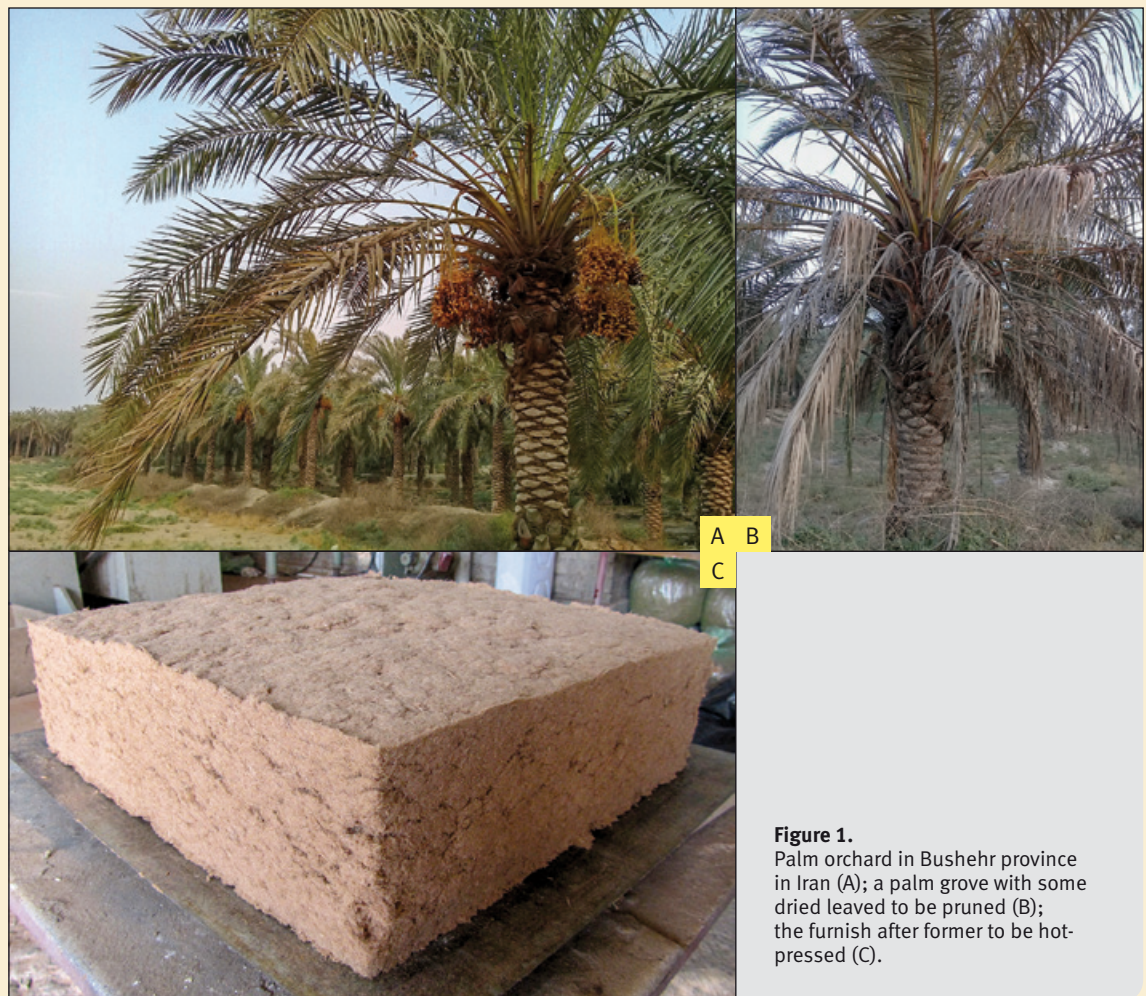 A B
C
Figure 1.
Palm orchard in Bushehr province
in Iran (A); a palm grove with some
dried leaved to be pruned (B);
the furnish after former to be hot-
pressed (C).